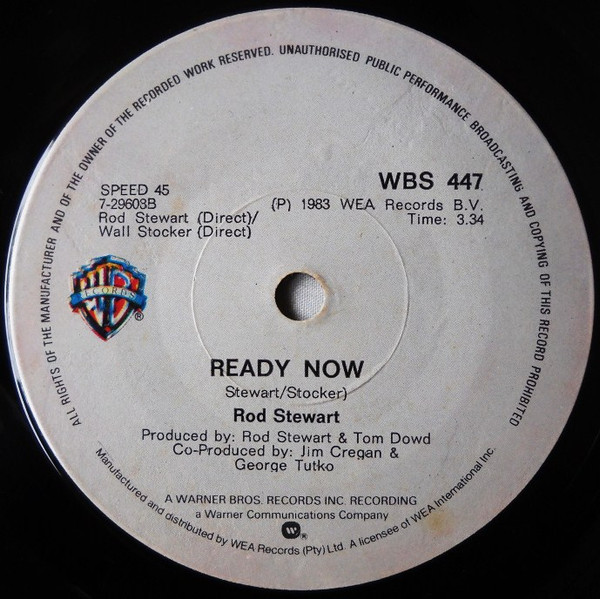 ALL RIGHTS OF THE MANUFACTURER AND OF THE OWNER OF THE RECORDED WORK RESERVED. UNAUTHORISED PUBLIC PERFORMANCE BROADCASTING AND COPYING OF THIS RECORD PROHIBITED
SPEED 45
7-29603B
Rod Stewart (Direct)/
Wall Stocker (Direct)
WBS 447
(P) 1983 WEA Records B.V.
Time: 3.34
RECORDS
®
READY NOW
Stewart/Stocker)
Rod Stewart
Produced by: Rod Stewart & Tom Dowd
Co-Produced by: Jim Cregan &
George Tutko
A WARNER BROS. RECORDS INC. RECORDING
a Warner Communications Company
®
Manufactured and distributed by WEA Records (Pty) Ltd. A licensee of WEA International Inc.